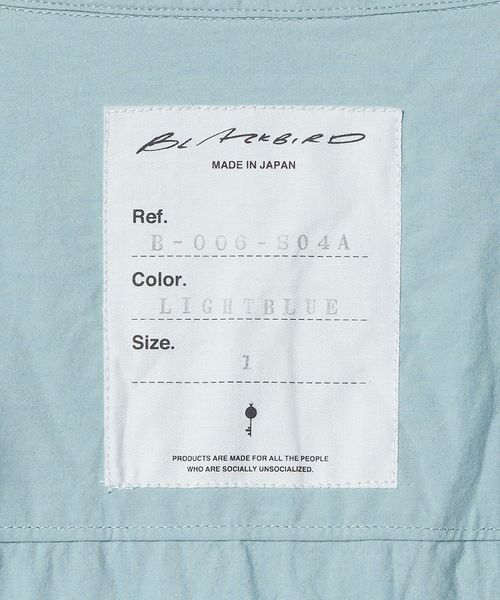 BLACKBIRD
MADE IN JAPAN
Ref.
B-006-S04A
Color.
LIGHTBLUE
Size.
1
PRODUCTS ARE MADE FOR ALL THE PEOPLE
WHO ARE SOCIALLY UNSOCIALIZED.